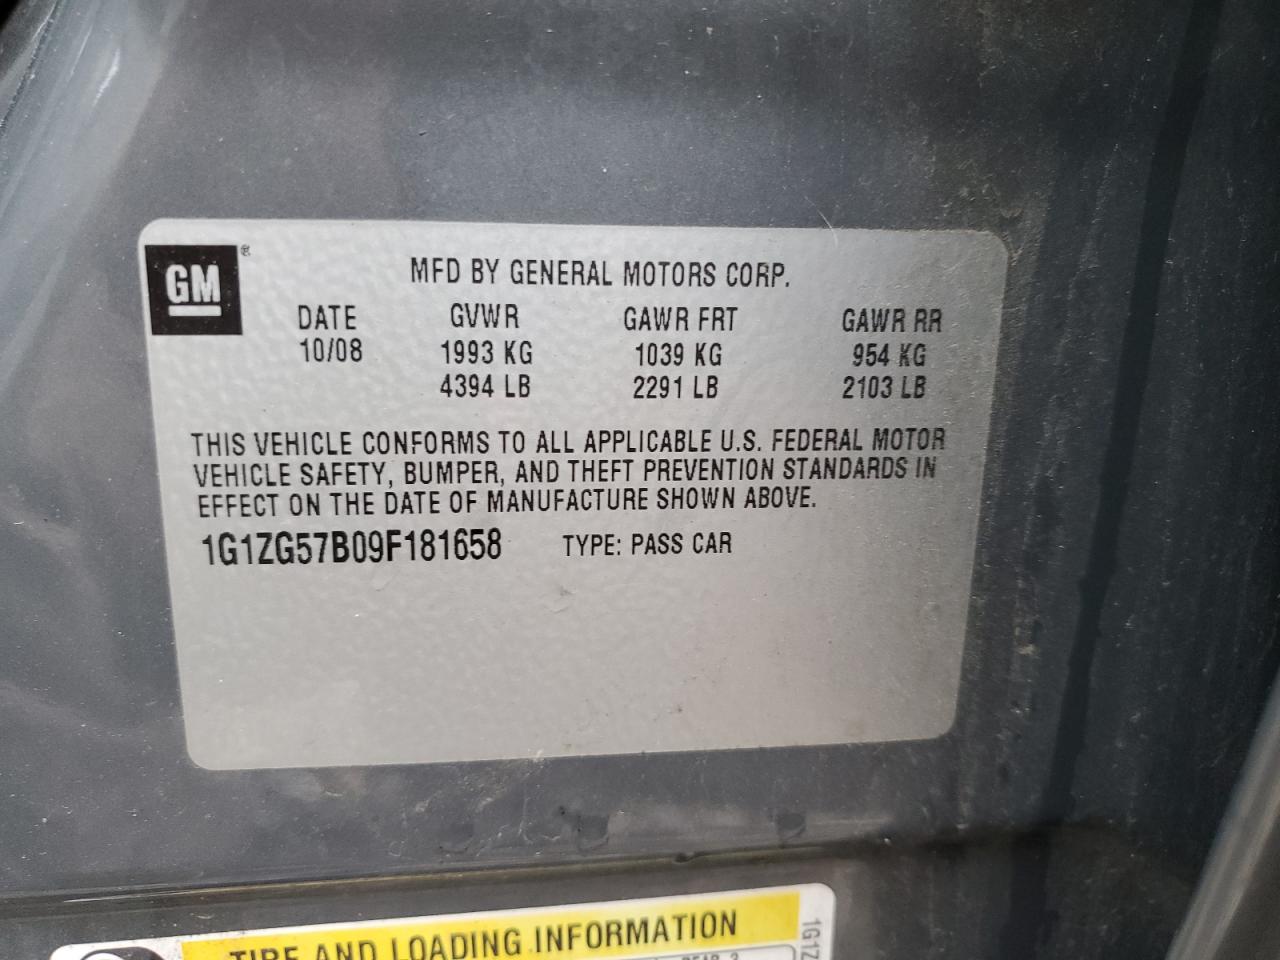 GM®
MFD BY GENERAL MOTORS CORP.
DATE GVWR GAWR FRT GAWR RR
10/08 1993 KG 1039 KG 954 KG
4394 LB 2291 LB 2103 LB
THIS VEHICLE CONFORMS TO ALL APPLICABLE U.S. FEDERAL MOTOR
VEHICLE SAFETY, BUMPER, AND THEFT PREVENTION STANDARDS IN
EFFECT ON THE DATE OF MANUFACTURE SHOWN ABOVE.
1G1ZG57B09F181658 TYPE: PASS CAR
TIRE AND LOADING INFORMATION
1G1Z